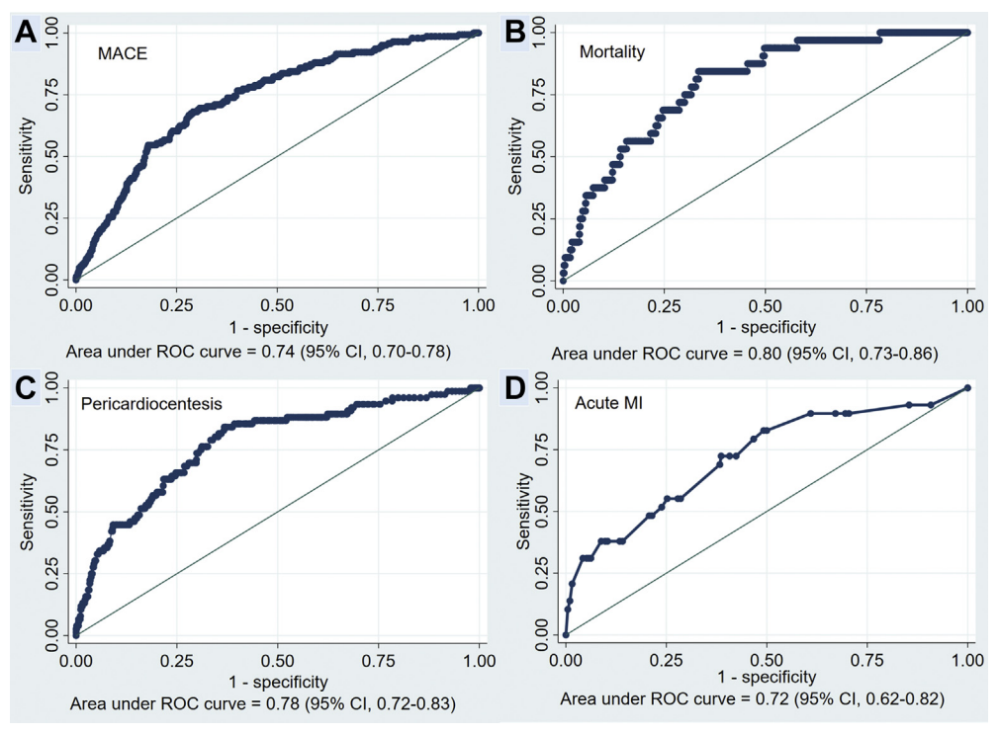 A
MACE
Sensitivity
1.00
0.75
0.50
0.25
0.00
0.00 0.25 0.50 0.75 1.00
1 - specificity
Area under ROC curve = 0.74 (95% CI, 0.70-0.78)
B
Mortality
Sensitivity
1.00
0.75
0.50
0.25
0.00
0.00 0.25 0.50 0.75 1.00
1 - specificity
Area under ROC curve = 0.80 (95% CI, 0.73-0.86)
C
Pericardiocentesis
Sensitivity
1.00
0.75
0.50
0.25
0.00
0.00 0.25 0.50 0.75 1.00
1 - specificity
Area under ROC curve = 0.78 (95% CI, 0.72-0.83)
D
Acute MI
Sensitivity
1.00
0.75
0.50
0.25
0.00
0.00 0.25 0.50 0.75 1.00
1 - specificity
Area under ROC curve = 0.72 (95% CI, 0.62-0.82)